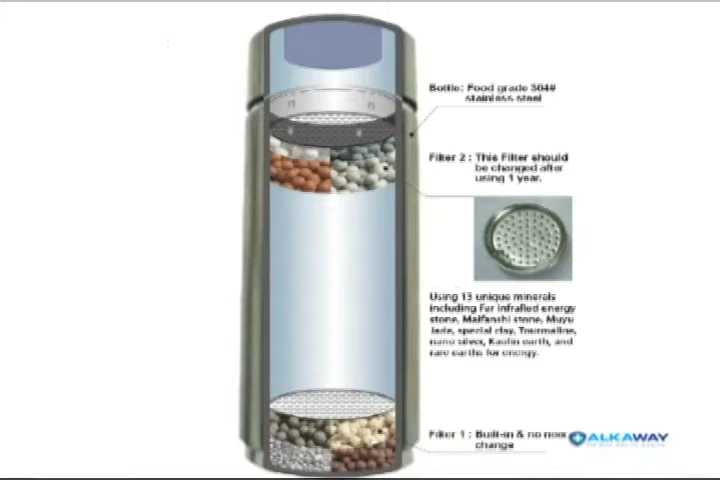 Bottle: Food grade 304#
stainless steel
Filter 2 : This Filter should
be changed after
using 1 year.
Using 13 unique minerals
including Far InfraRed energy
stone, Maifanshi stone, Muyu
Jade, special clay, Tourmaline,
nano silver, Kaolin earth, and
rare earths for energy.
Filter 1 : Built-in & no
change
ALKAWAY